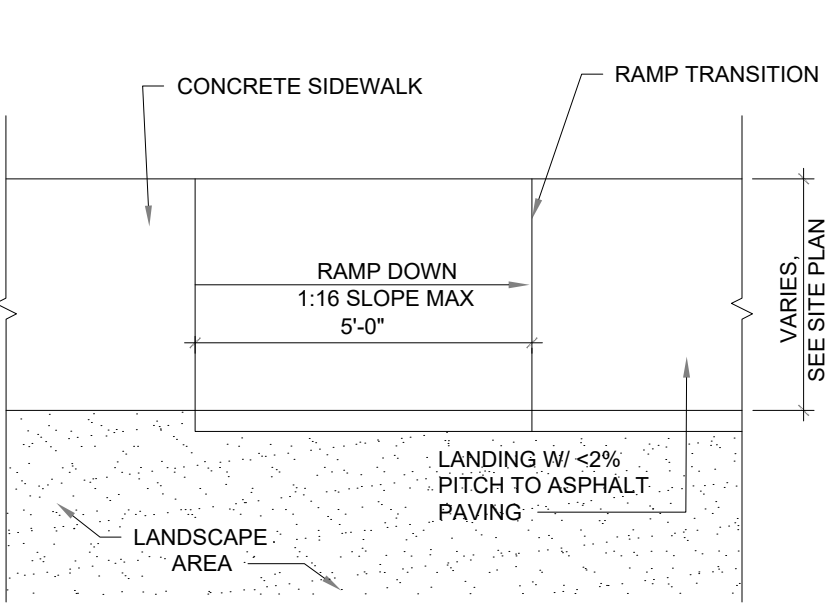 CONCRETE SIDEWALK
RAMP TRANSITION
RAMP DOWN
1:16 SLOPE MAX
5'-0"
VARIES,
SEE SITE PLAN
LANDING W/ <2%
PITCH TO ASPHALT
PAVING
LANDSCAPE
AREA